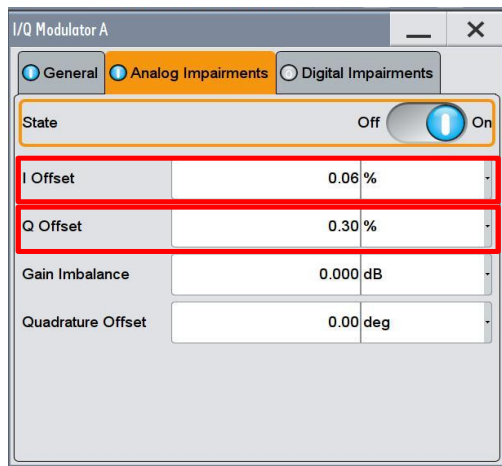 I/Q Modulator A
General Analog Impairments Digital Impairments
State Off On
I Offset 0.06 %
Q Offset 0.30 %
Gain Imbalance 0.000 dB
Quadrature Offset 0.00 deg